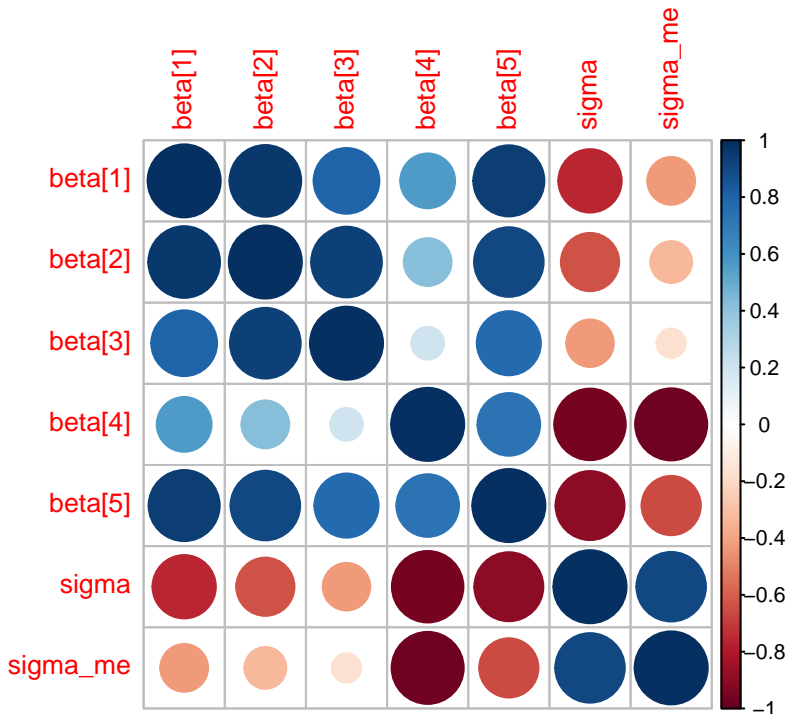 beta[1]
beta[2]
beta[3]
beta[4]
beta[5]
sigma
sigma_me
beta[1]
beta[2]
beta[3]
beta[4]
beta[5]
sigma
sigma_me
1
0.8
0.6
0.4
0.2
0
−0.2
−0.4
−0.6
−0.8
−1